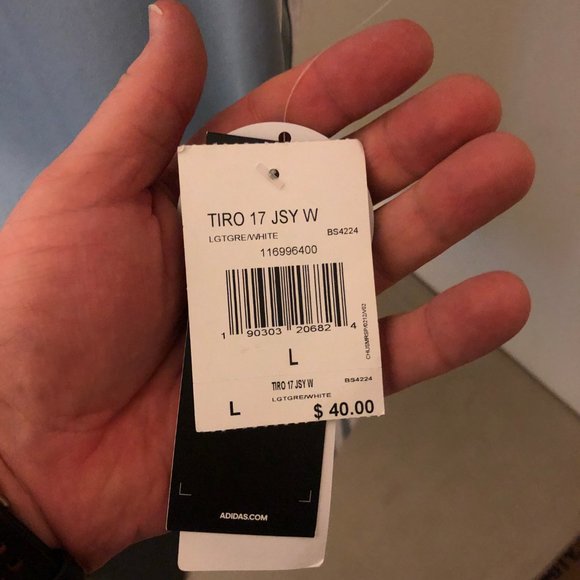 TIRO 17 JSY W
LGTGRE/WHITE BS4224
116996400
1 90303 20682 4
L
TIRO 17 JSY W BS4224
LGTGRE/WHITE
L $ 40.00
ADIDAS.COM